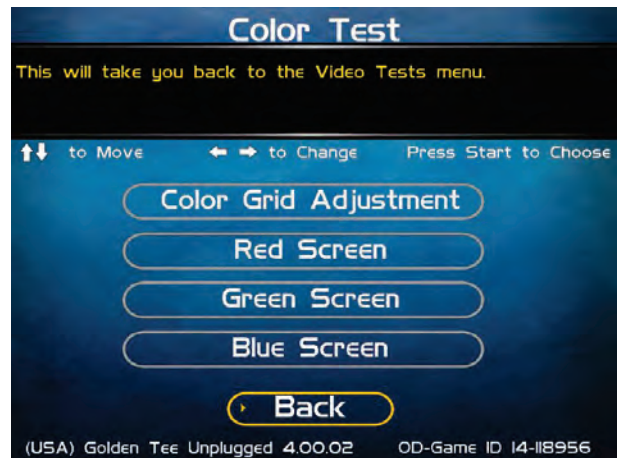 Color Test
This will take you back to the Video Tests menu.
to Move to Change Press Start to Choose
Color Grid Adjustment
Red Screen
Green Screen
Blue Screen
Back
(USA) Golden Tee Unplugged 4.00.02 OD-Game ID 14-118956